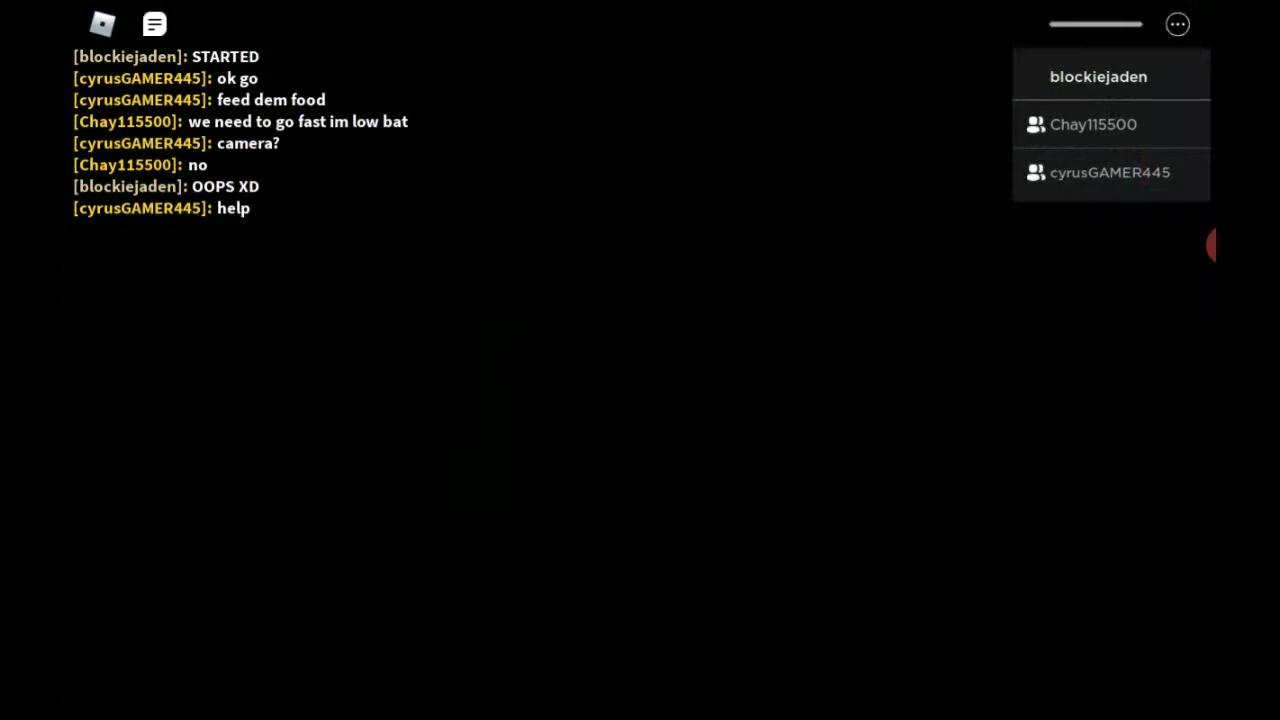 [blockiejaden]: STARTED
[cyrusGAMER445]: ok go
[cyrusGAMER445]: feed dem food
[Chay115500]: we need to go fast im low bat
[cyrusGAMER445]: camera?
[Chay115500]: no
[blockiejaden]: OOPS XD
[cyrusGAMER445]: help
blockiejaden
Chay115500
cyrusGAMER445